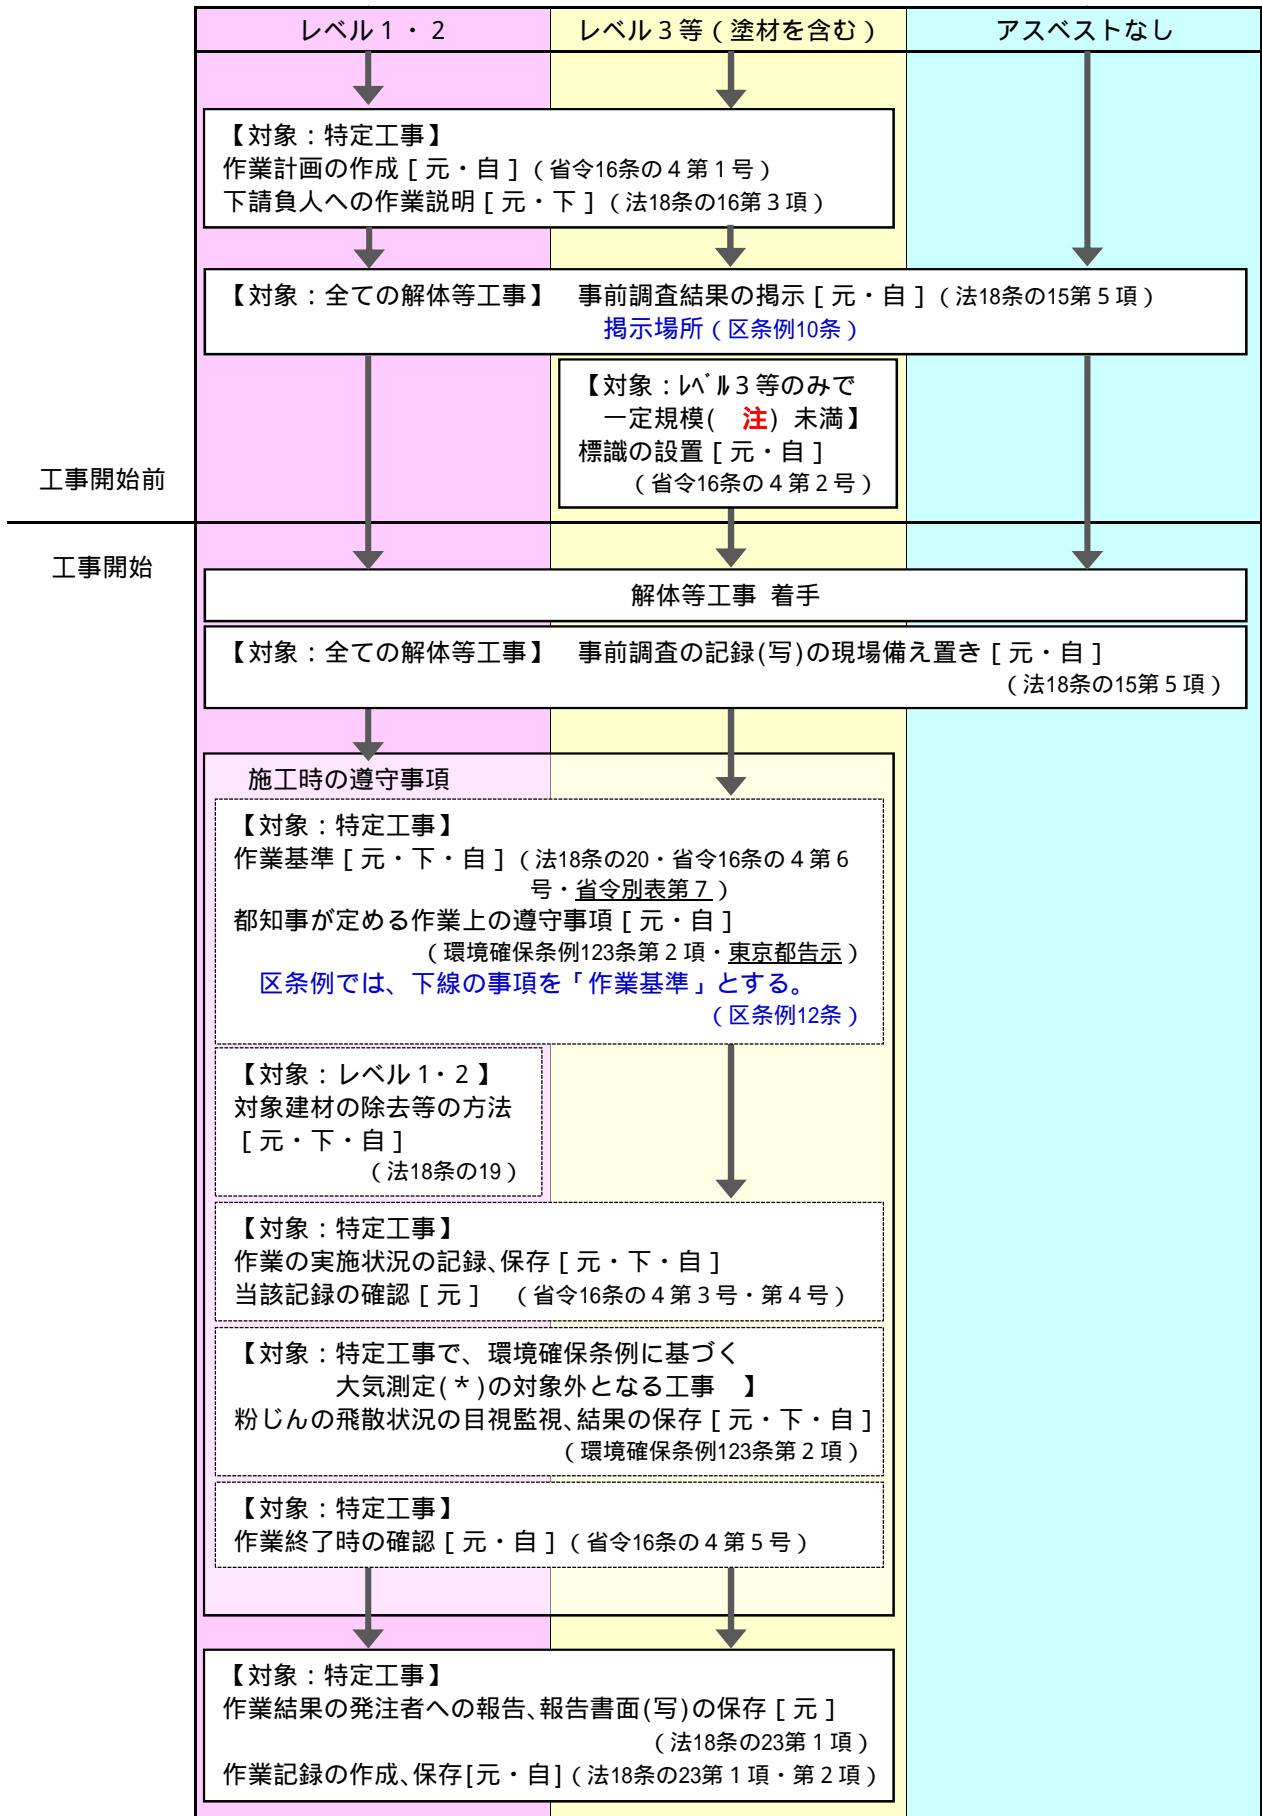 レベル１・２
レベル３等（塗材を含む）
アスベストなし
【対象：特定工事】
作業計画の作成［元・自］（省令16条の４第１号）
下請負人への作業説明［元・下］（法18条の16第３項）
【対象：全ての解体等工事】　事前調査結果の掲示［元・自］（法18条の15第５項）
掲示場所（区条例10条）
【対象：ﾚﾍﾞﾙ３等のみで
一定規模(　注) 未満】
標識の設置［元・自］
（省令16条の４第２号）
工事開始前
工事開始
解体等工事 着手
【対象：全ての解体等工事】　事前調査の記録(写)の現場備え置き［元・自］
（法18条の15第５項）
施工時の遵守事項
【対象：特定工事】
作業基準［元・下・自］（法18条の20・省令16条の４第６
号・省令別表第７）
都知事が定める作業上の遵守事項［元・自］
（環境確保条例123条第２項・東京都告示）
区条例では、下線の事項を「作業基準」とする。
（区条例12条）
【対象：レベル１・２】
対象建材の除去等の方法
［元・下・自］
（法18条の19）
【対象：特定工事】
作業の実施状況の記録、保存［元・下・自］
当該記録の確認［元］　（省令16条の４第３号・第４号）
【対象：特定工事で、環境確保条例に基づく
大気測定(＊)の対象外となる工事　】
粉じんの飛散状況の目視監視、結果の保存［元・下・自］
（環境確保条例123条第２項）
【対象：特定工事】
作業終了時の確認［元・自］（省令16条の４第５号）
【対象：特定工事】
作業結果の発注者への報告、報告書面(写)の保存［元］
（法18条の23第１項）
作業記録の作成、保存[元・自]（法18条の23第１項・第２項）